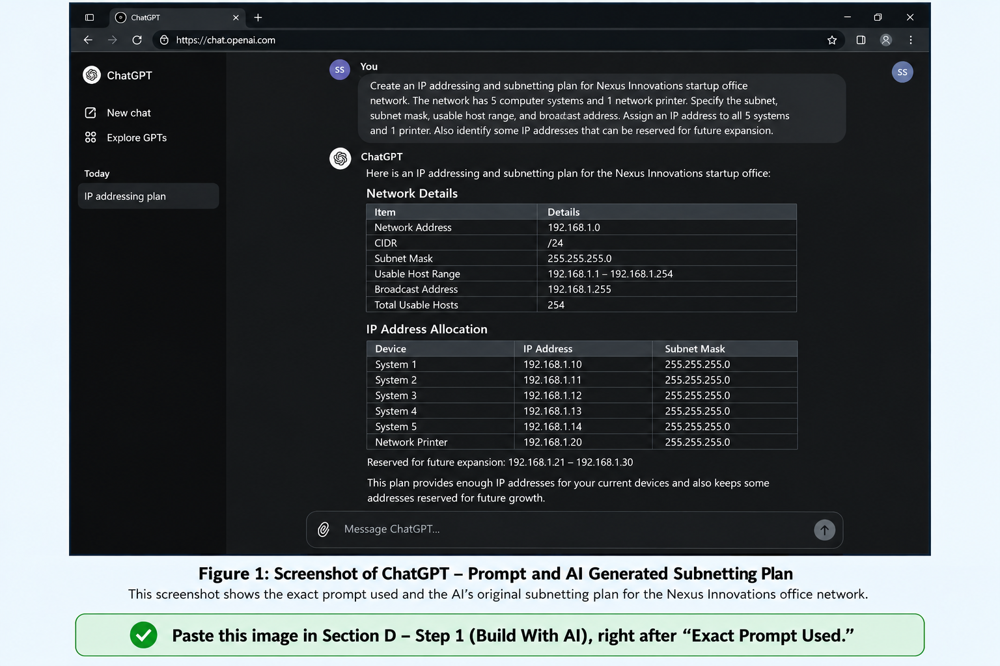 ChatGPT
https://chat.openai.com
ChatGPT
New chat
Explore GPTs
Today
IP addressing plan
SS
You
SS
Create an IP addressing and subnetting plan for Nexus Innovations startup office
network. The network has 5 computer systems and 1 network printer. Specify the subnet,
subnet mask, usable host range, and broadcast address. Assign an IP address to all 5 systems
and 1 printer. Also identify some IP addresses that can be reserved for future expansion.
ChatGPT
Here is an IP addressing and subnetting plan for the Nexus Innovations startup office:
Network Details
Item Details
Network Address 192.168.1.0
CIDR /24
Subnet Mask 255.255.255.0
Usable Host Range 192.168.1.1 – 192.168.1.254
Broadcast Address 192.168.1.255
Total Usable Hosts 254
IP Address Allocation
Device IP Address Subnet Mask
System 1 192.168.1.10 255.255.255.0
System 2 192.168.1.11 255.255.255.0
System 3 192.168.1.12 255.255.255.0
System 4 192.168.1.13 255.255.255.0
System 5 192.168.1.14 255.255.255.0
Network Printer 192.168.1.20 255.255.255.0
Reserved for future expansion: 192.168.1.21 – 192.168.1.30
This plan provides enough IP addresses for your current devices and also keeps some
addresses reserved for future growth.
Message ChatGPT...
Figure 1: Screenshot of ChatGPT – Prompt and AI Generated Subnetting Plan
This screenshot shows the exact prompt used and the AI's original subnetting plan for the Nexus Innovations office network.
Paste this image in Section D – Step 1 (Build With AI), right after “Exact Prompt Used.”